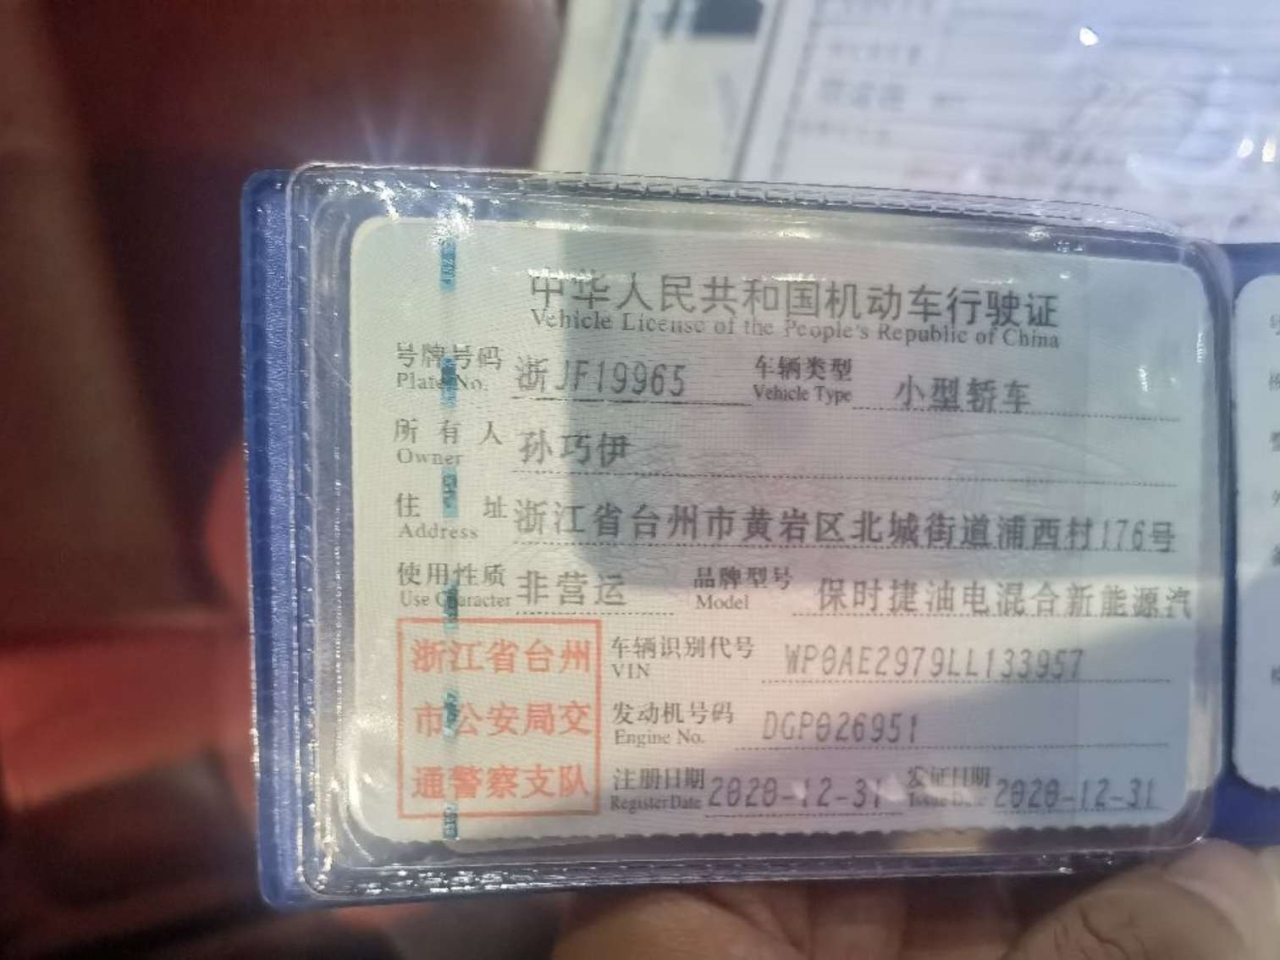 中华人民共和国机动车行驶证
Vehicle License of the People's Republic of China
号牌号码 浙JF19965 车辆类型 小型轿车
Plate No. Vehicle Type
所有人 孙巧伊
Owner
住址 浙江省台州市黄岩区北城街道浦西村176号
Address
使用性质 非营运 品牌型号 保时捷油电混合新能源汽
Use Character Model
浙江省台州
市公安局交
通警察支队
车辆识别代号 WP0AE2979LL133957
VIN
发动机号码 DGP026951
Engine No.
注册日期 2020-12-31 发证日期 2020-12-31
Register Date Issue Date